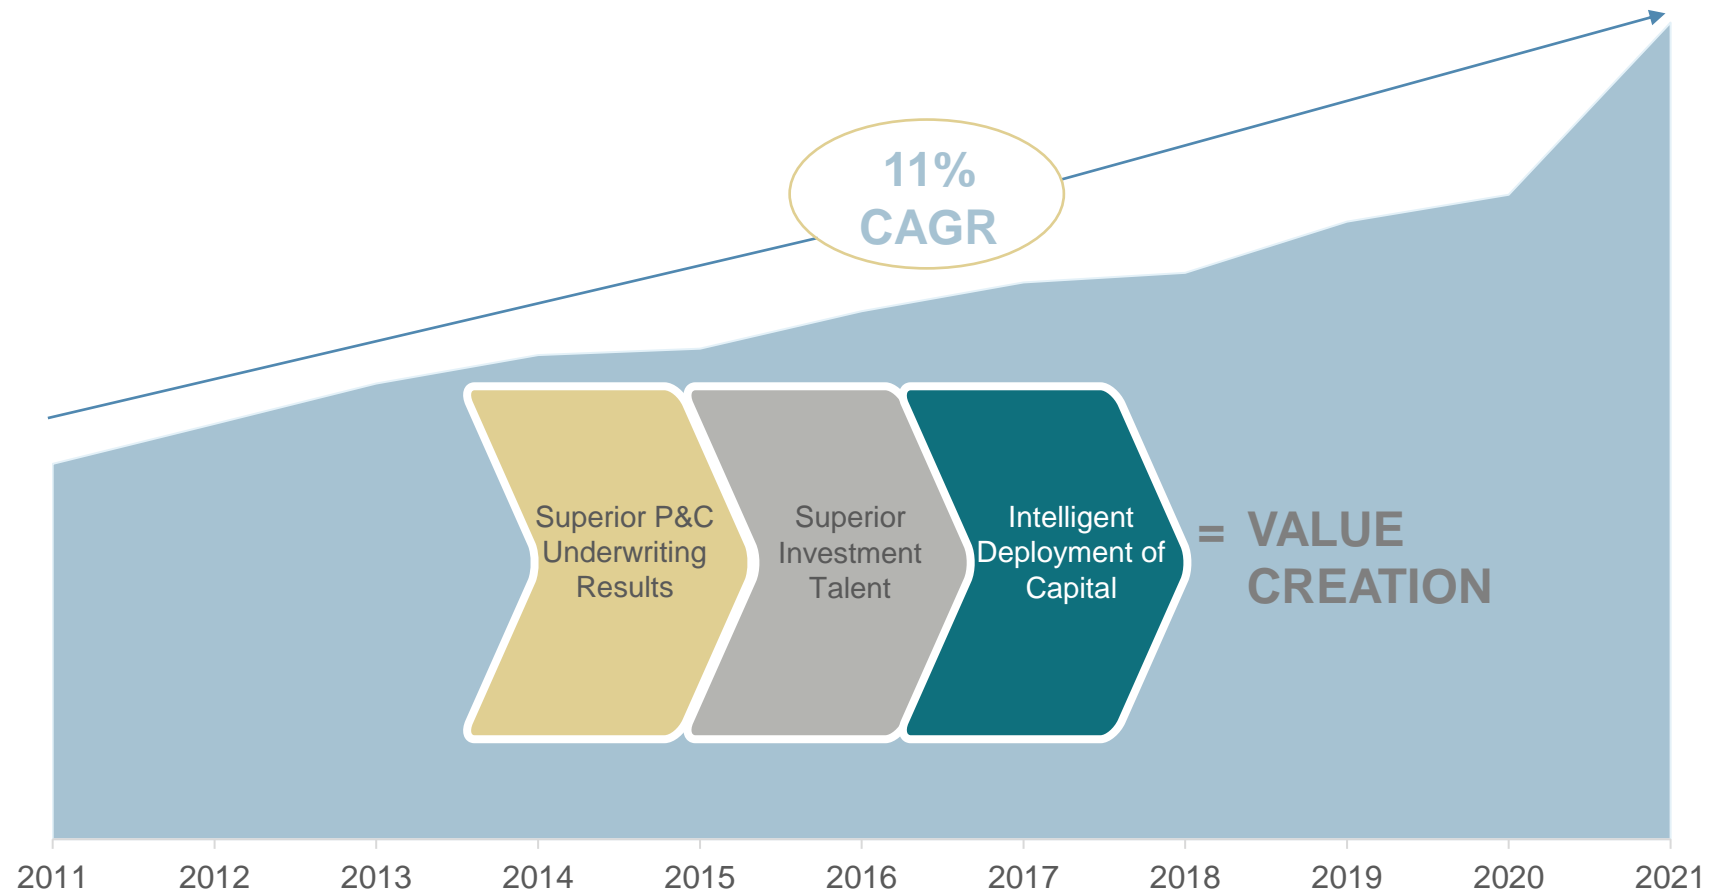 11%
CAGR
Superior P&C
Underwriting
Results
Superior
Investment
Talent
Intelligent
Deployment of
Capital
= VALUE
CREATION
2011 2012 2013 2014 2015 2016 2017 2018 2019 2020 2021